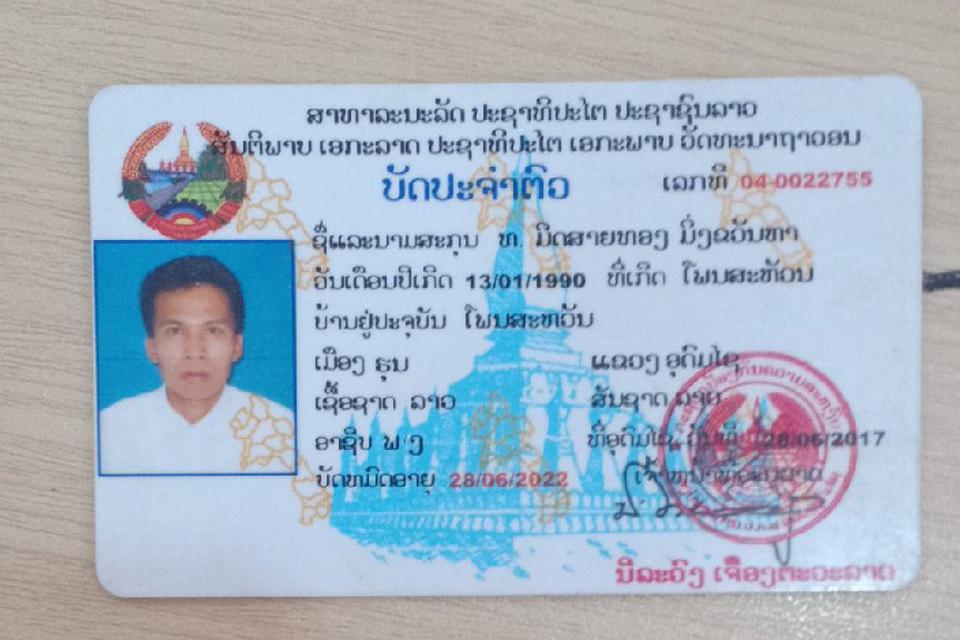 ສາທາລະນະລັດ ປະຊາທິປະໄຕ ປະຊາຊົນລາວ
ສັນຕິພາບ ເອກະລາດ ປະຊາທິປະໄຕ ເອກະພາບ ວັດທະນາຖາວອນ
ບັດປະຈຳຕົວ
ເລກທີ 04-0022755
ຊື່ແລະນາມສະກຸນ ທ. ມິດສາຍທອງ ມິ່ງຂວັນທາ
ວັນເດືອນປີເກີດ 13/01/1990 ທີ່ເກີດ ໂພນສະຫວັນ
ບ້ານຢູ່ປະຈຸບັນ ໂພນສະຫວັນ
ເມືອງ ຮຸນ ແຂວງ ອຸດົມໄຊ
ເຊື້ອຊາດ ລາວ ສັນຊາດ ລາວ
ອາຊີບ ພ ງ ທີ່ອຸດົມໄຊ, ວັນທີ 28/06/2017
ບັດຫມົດອາຍຸ 28/06/2022
ນິລະວົງ ເຈືອງຕະວະລາດ